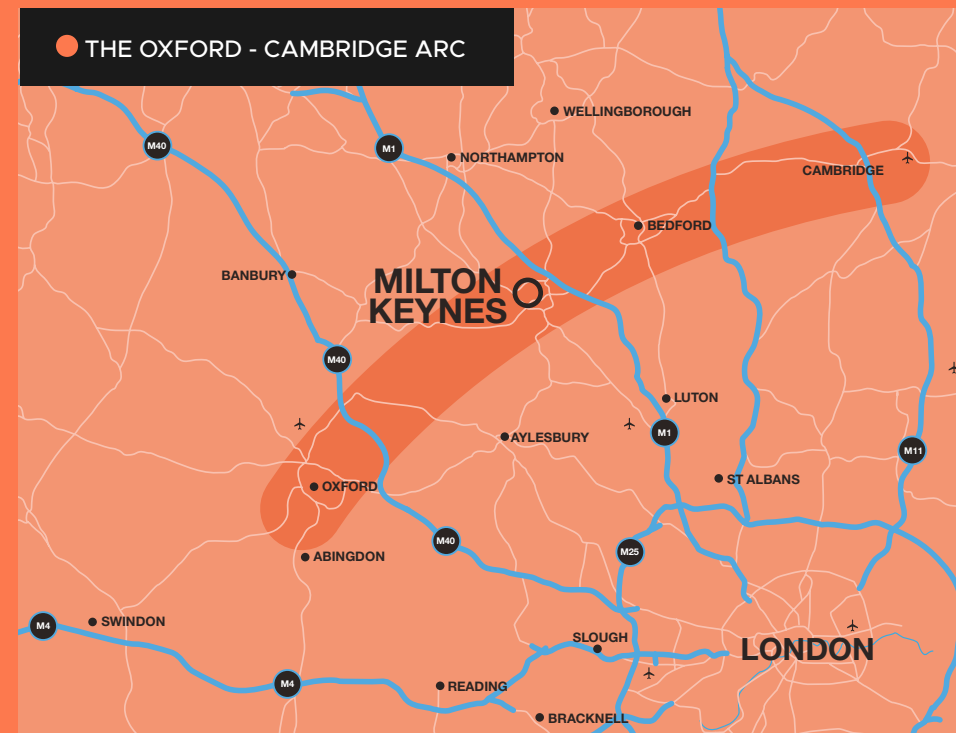 THE OXFORD - CAMBRIDGE ARC
WELLINGBOROUGH
M40
M1
NORTHAMPTON
CAMBRIDGE
BEDFORD
BANBURY
MILTON
KEYNES
M40
LUTON
M1
AYLESBURY
M11
ST ALBANS
OXFORD
M40
M25
ABINGDON
SWINDON
M4
SLOUGH
LONDON
M4
READING
BRACKNELL